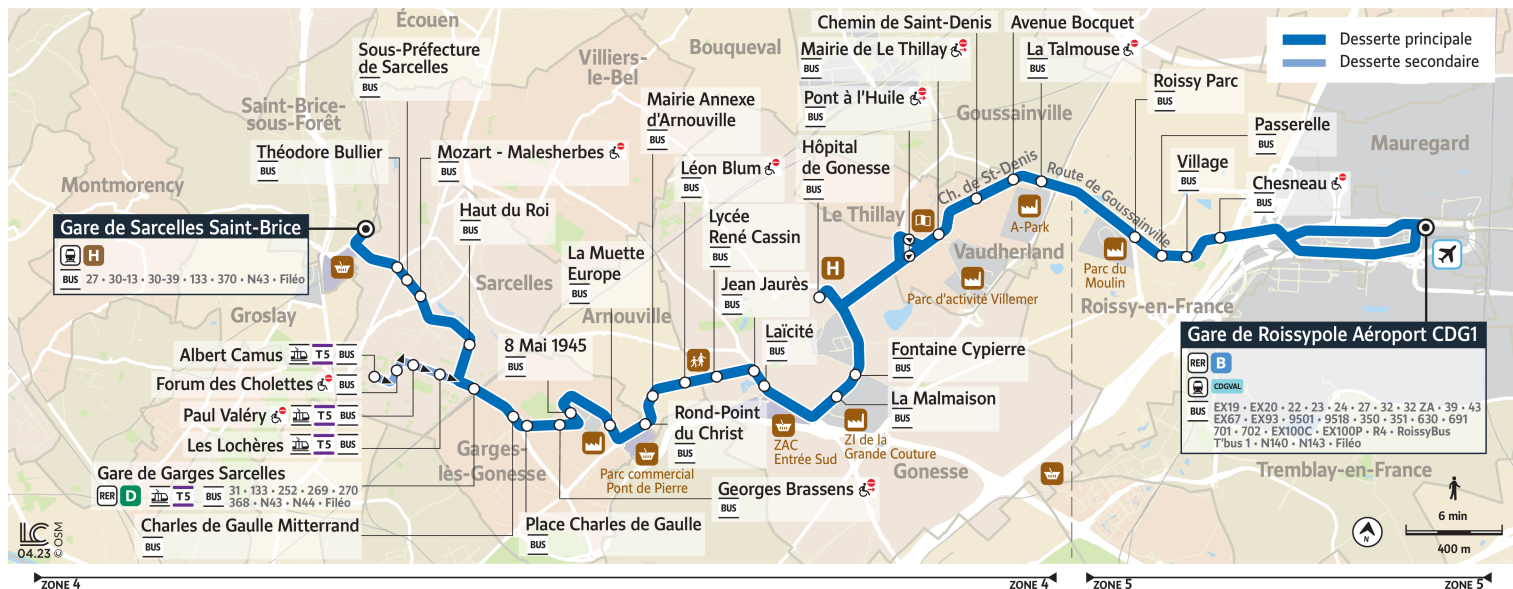 Écouen
Sous-Préfecture
de Sarcelles
BUS
Villiers-
le-Bel
Bouqueval
Chemin de Saint-Denis
Avenue Bocquet
Mairie de Le Thillay
BUS
La Talmouse
BUS
Desserte principale
Desserte secondaire
Saint-Brice-
sous-Forêt
Mairie Annexe
d'Arnouville
BUS
Pont à l'Huile
BUS
Goussainville
Roissy Parc
BUS
Passerelle
BUS
Mauregard
Théodore Bullier
BUS
Mozart - Malesherbes
BUS
Léon Blum
BUS
Hôpital
de Gonesse
BUS
Ch. de St-Denis
Route de Goussainville
Village
BUS
Chesneau
BUS
Montmorency
Haut du Roi
BUS
Lycée
René Cassin
BUS
Le Thillay
A-Park
Gare de Sarcelles Saint-Brice
H
BUS 27 • 30-13 • 30-39 • 133 • 370 • N43 • Filéo
La Muette
Europe
BUS
Sarcelles
Jean Jaurès
BUS
H
Vaudherland
Parc d'activité Villemer
Parc du
Moulin
Roissy-en-France
Groslay
Arnouville
Laïcité
BUS
Gare de Roissypole Aéroport CDG1
RER B
CDGVAL
BUS
EX19 • EX20 • 22 • 23 • 24 • 27 • 32 • 32 ZA • 39 • 43
EX67 • EX93 • 9501 • 9518 • 350 • 351 • 630 • 691
701 • 702 • EX100C • EX100P • R4 • RoissyBus
T'bus 1 • N140 • N143 • Filéo
Albert Camus T5 BUS
8 Mai 1945
BUS
Fontaine Cypierre
BUS
Forum des Cholettes BUS
La Malmaison
BUS
Paul Valéry T5 BUS
Rond-Point
du Christ
BUS
Les Lochères T5 BUS
Garges-
lès-Gonesse
ZAC
Entrée Sud
ZI de la
Grande Couture
Gonesse
Tremblay-en-France
Gare de Garges Sarcelles
RER D T5 BUS
31 • 133 • 252 • 269 • 270
368 • N43 • N44 • Filéo
Parc commercial
Pont de Pierre
Georges Brassens
BUS
Charles de Gaulle Mitterrand
BUS
Place Charles de Gaulle
BUS
LC
04.23 © OSM
N
6 min
400 m
ZONE 4
ZONE 4
ZONE 5
ZONE 5